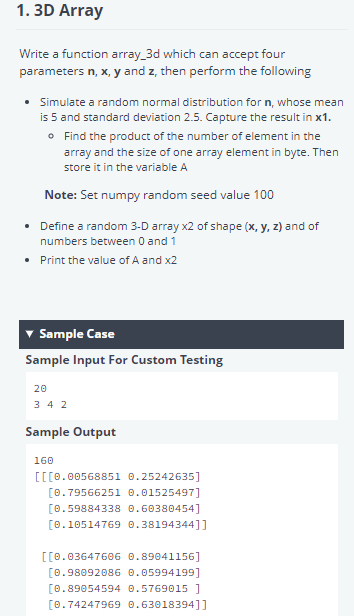 1. 3D Array
Write a function array_3d which can accept four
parameters n, x, y and z, then perform the following
• Simulate a random normal distribution for n, whose mean
is 5 and standard deviation 2.5. Capture the result in x1.
○ Find the product of the number of element in the
array and the size of one array element in byte. Then
store it in the variable A
Note: Set numpy random seed value 100
• Define a random 3-D array x2 of shape (x, y, z) and of
numbers between 0 and 1
• Print the value of A and x2
▼ Sample Case
Sample Input For Custom Testing
20
3 4 2
Sample Output
160
[[[0.00568851 0.25242635]
[0.79566251 0.01525497]
[0.59884338 0.60380454]
[0.10514769 0.38194344]]
[[0.03647606 0.89041156]
[0.98092086 0.05994199]
[0.89054594 0.5769015 ]
[0.74247969 0.63018394]]